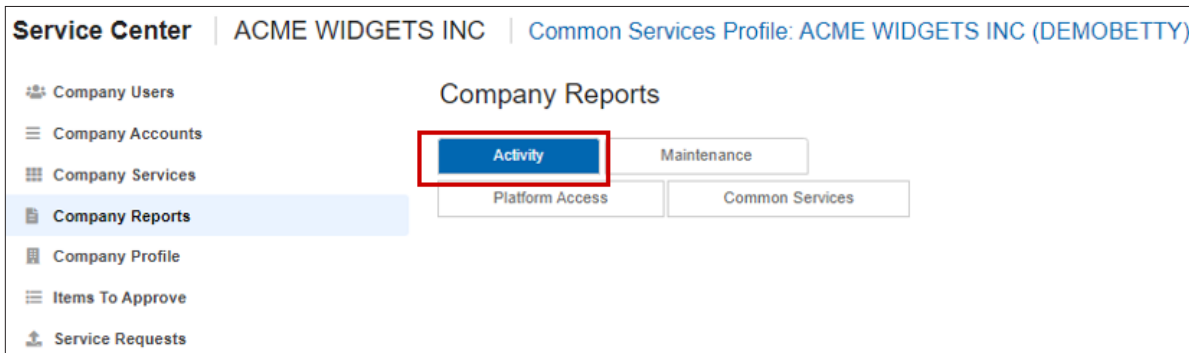 Service Center | ACME WIDGETS INC | Common Services Profile: ACME WIDGETS INC (DEMOBETTY)
Company Users
Company Accounts
Company Services
Company Reports
Company Profile
Items To Approve
Service Requests
Company Reports
Activity Maintenance
Platform Access Common Services